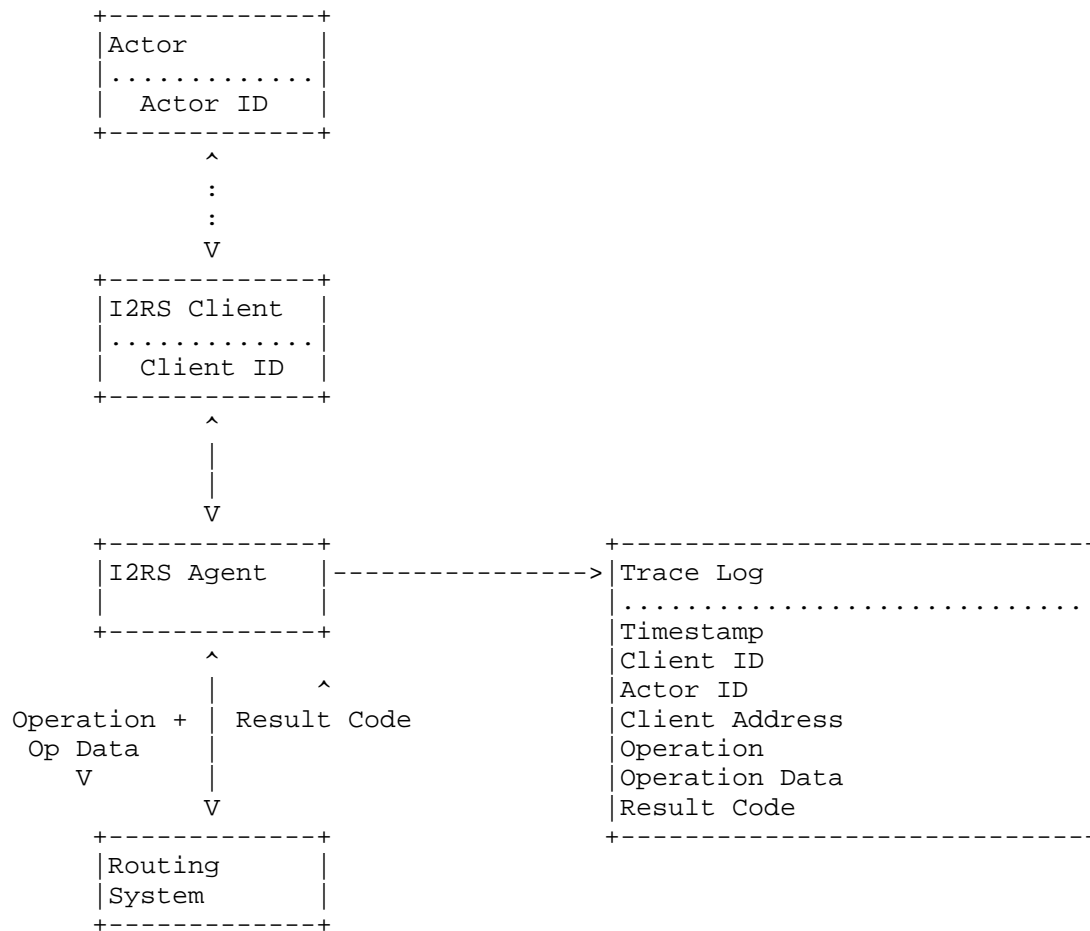 Actor
Actor ID
I2RS Client
Client ID
I2RS Agent
Trace Log
Timestamp
Client ID
Actor ID
Client Address
Operation
Operation Data
Result Code
Operation +
Op Data
V
Result Code
Routing
System